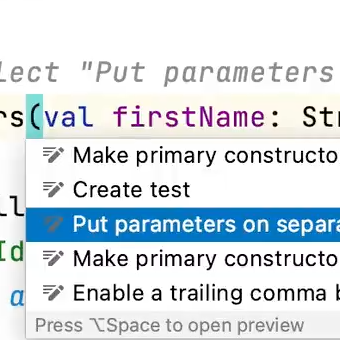 lect "Put parameters
rs(val firstName: Str
Make primary constructo
Create test
ll
Put parameters on separa
Id
Make primary constructo
a
Enable a trailing comma b
Press ⌥Space to open preview